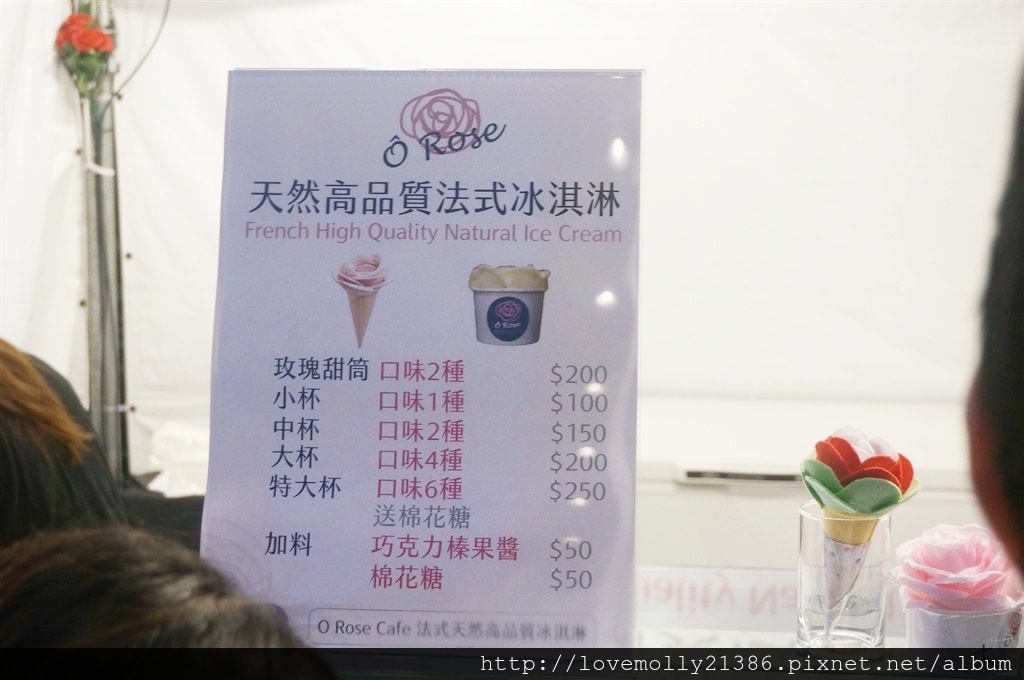 Ô Rose
天然高品質法式冰淇淋
French High Quality Natural Ice Cream
Ô Rose
玫瑰甜筒 口味2種 $200
小杯 口味1種 $100
中杯 口味2種 $150
大杯 口味4種 $200
特大杯 口味6種 $250
送棉花糖
加料 巧克力榛果醬 $50
棉花糖 $50
O Rose Cafe 法式天然高品質冰淇淋
http://lovemolly21386.pixnet.net/album